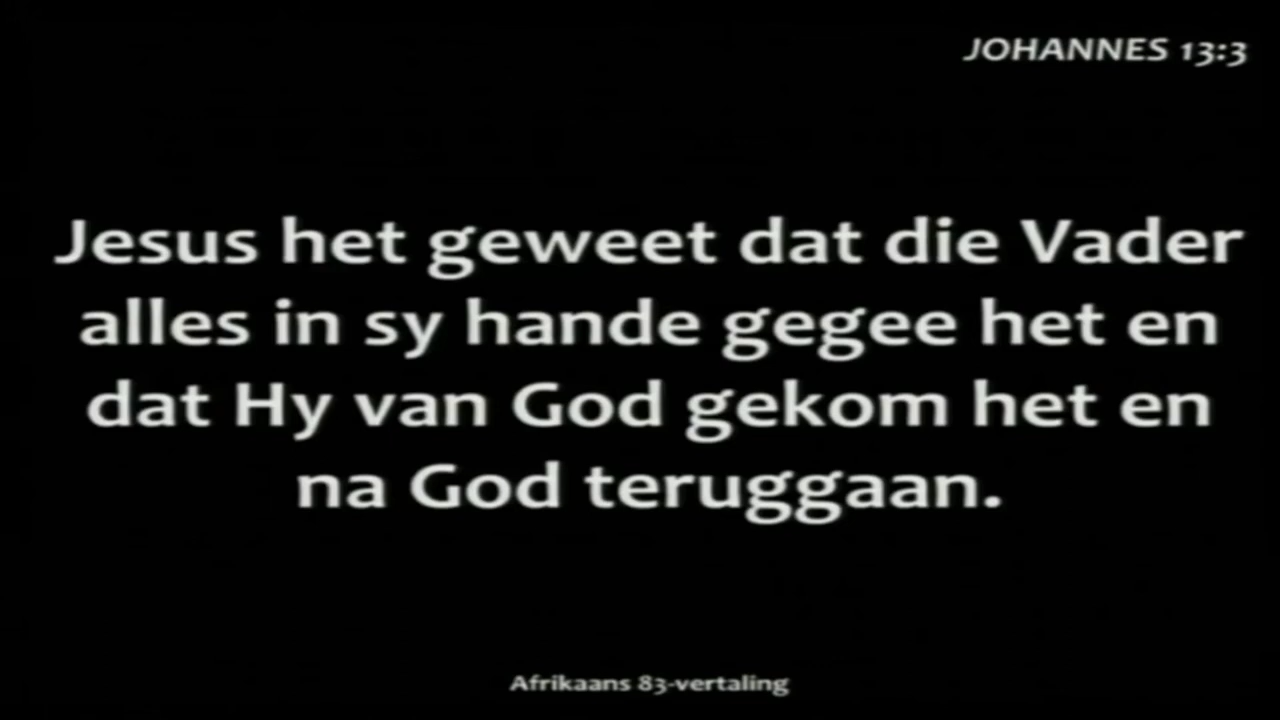 JOHANNES 13:3
Jesus het geweet dat die Vader
alles in sy hande gegee het en
dat Hy van God gekom het en
na God teruggaan.
Afrikaans 83-vertaling